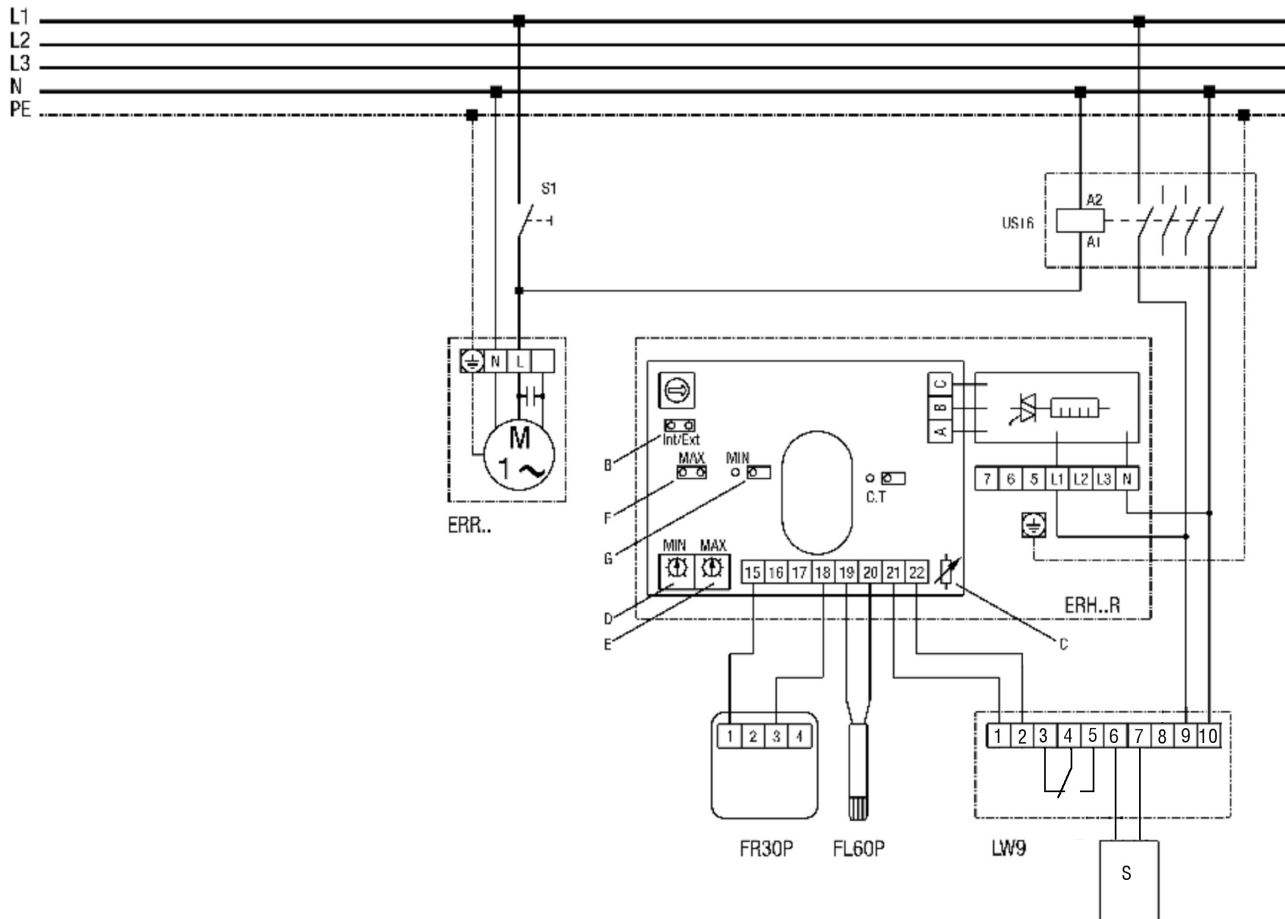 L1
L2
L3
N
PE
S1
A2
UST6
A1
N L
M
1 ~
ERR..
Int/Ext
B
MAX MIN
F
C.T
G
MIN MAX
D
E
15 16 17 18 19 20 21 22
C
B
A
7 6 5 L1 L2 L3 N
ERH..R
C
1 2 3 4
FR30P
FL60P
1 2 3 4 5 6 7 8 9 10
LW9
S